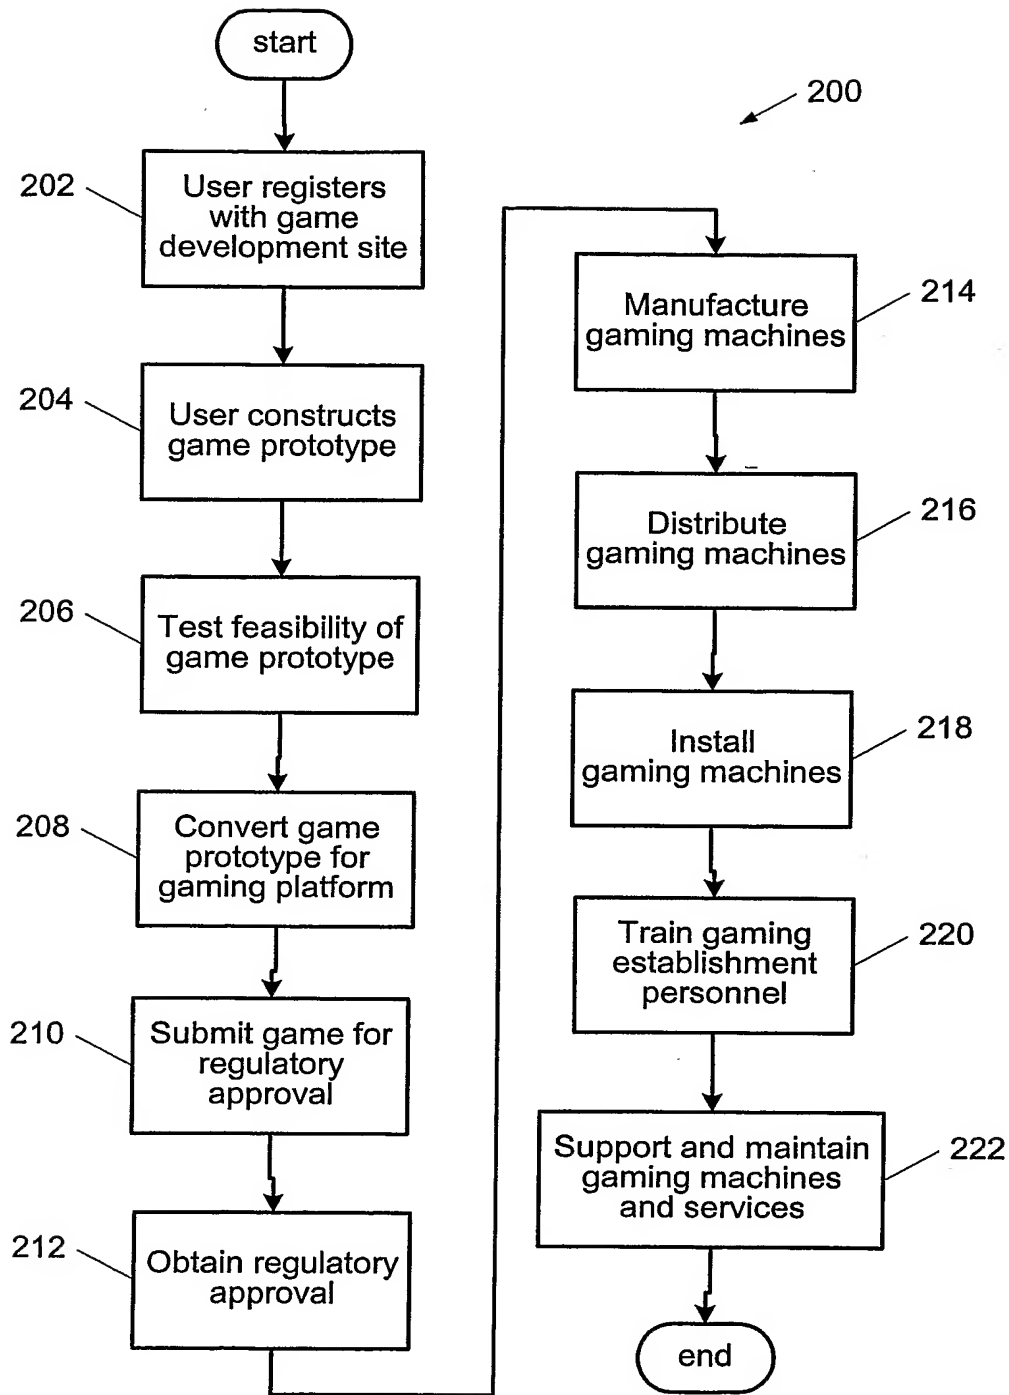 start
200
202
User registers
with game
development site
204
User constructs
game prototype
206
Test feasibility of
game prototype
208
Convert game
prototype for
gaming platform
210
Submit game for
regulatory
approval
212
Obtain regulatory
approval
Manufacture
gaming machines
214
Distribute
gaming machines
216
Install
gaming machines
218
Train gaming
establishment
personnel
220
Support and maintain
gaming machines
and services
222
end